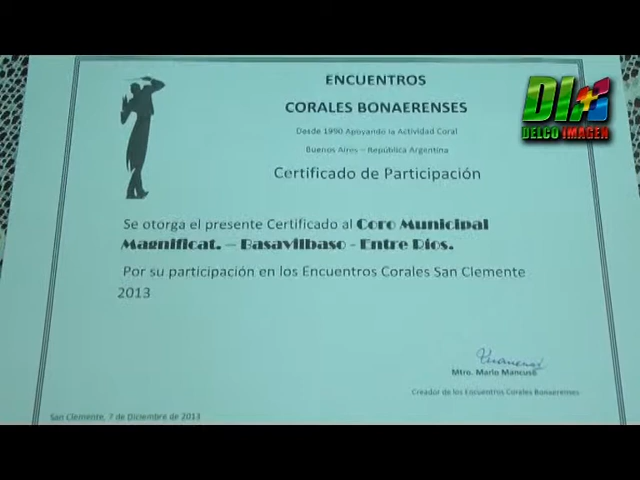 ENCUENTROS
CORALES BONAERENSES
Desde 1990 Apoyando la Actividad Coral
Buenos Aires – República Argentina
Certificado de Participación
Se otorga el presente Certificado al Coro Municipal
Magnificat. – Basavilbaso - Entre Rios.
Por su participación en los Encuentros Corales San Clemente
2013
Mtro. Mario Mancuso
Creador de los Encuentros Corales Bonaerenses
San Clemente, 7 de Diciembre de 2013
DIG
DELCO IMAGEN